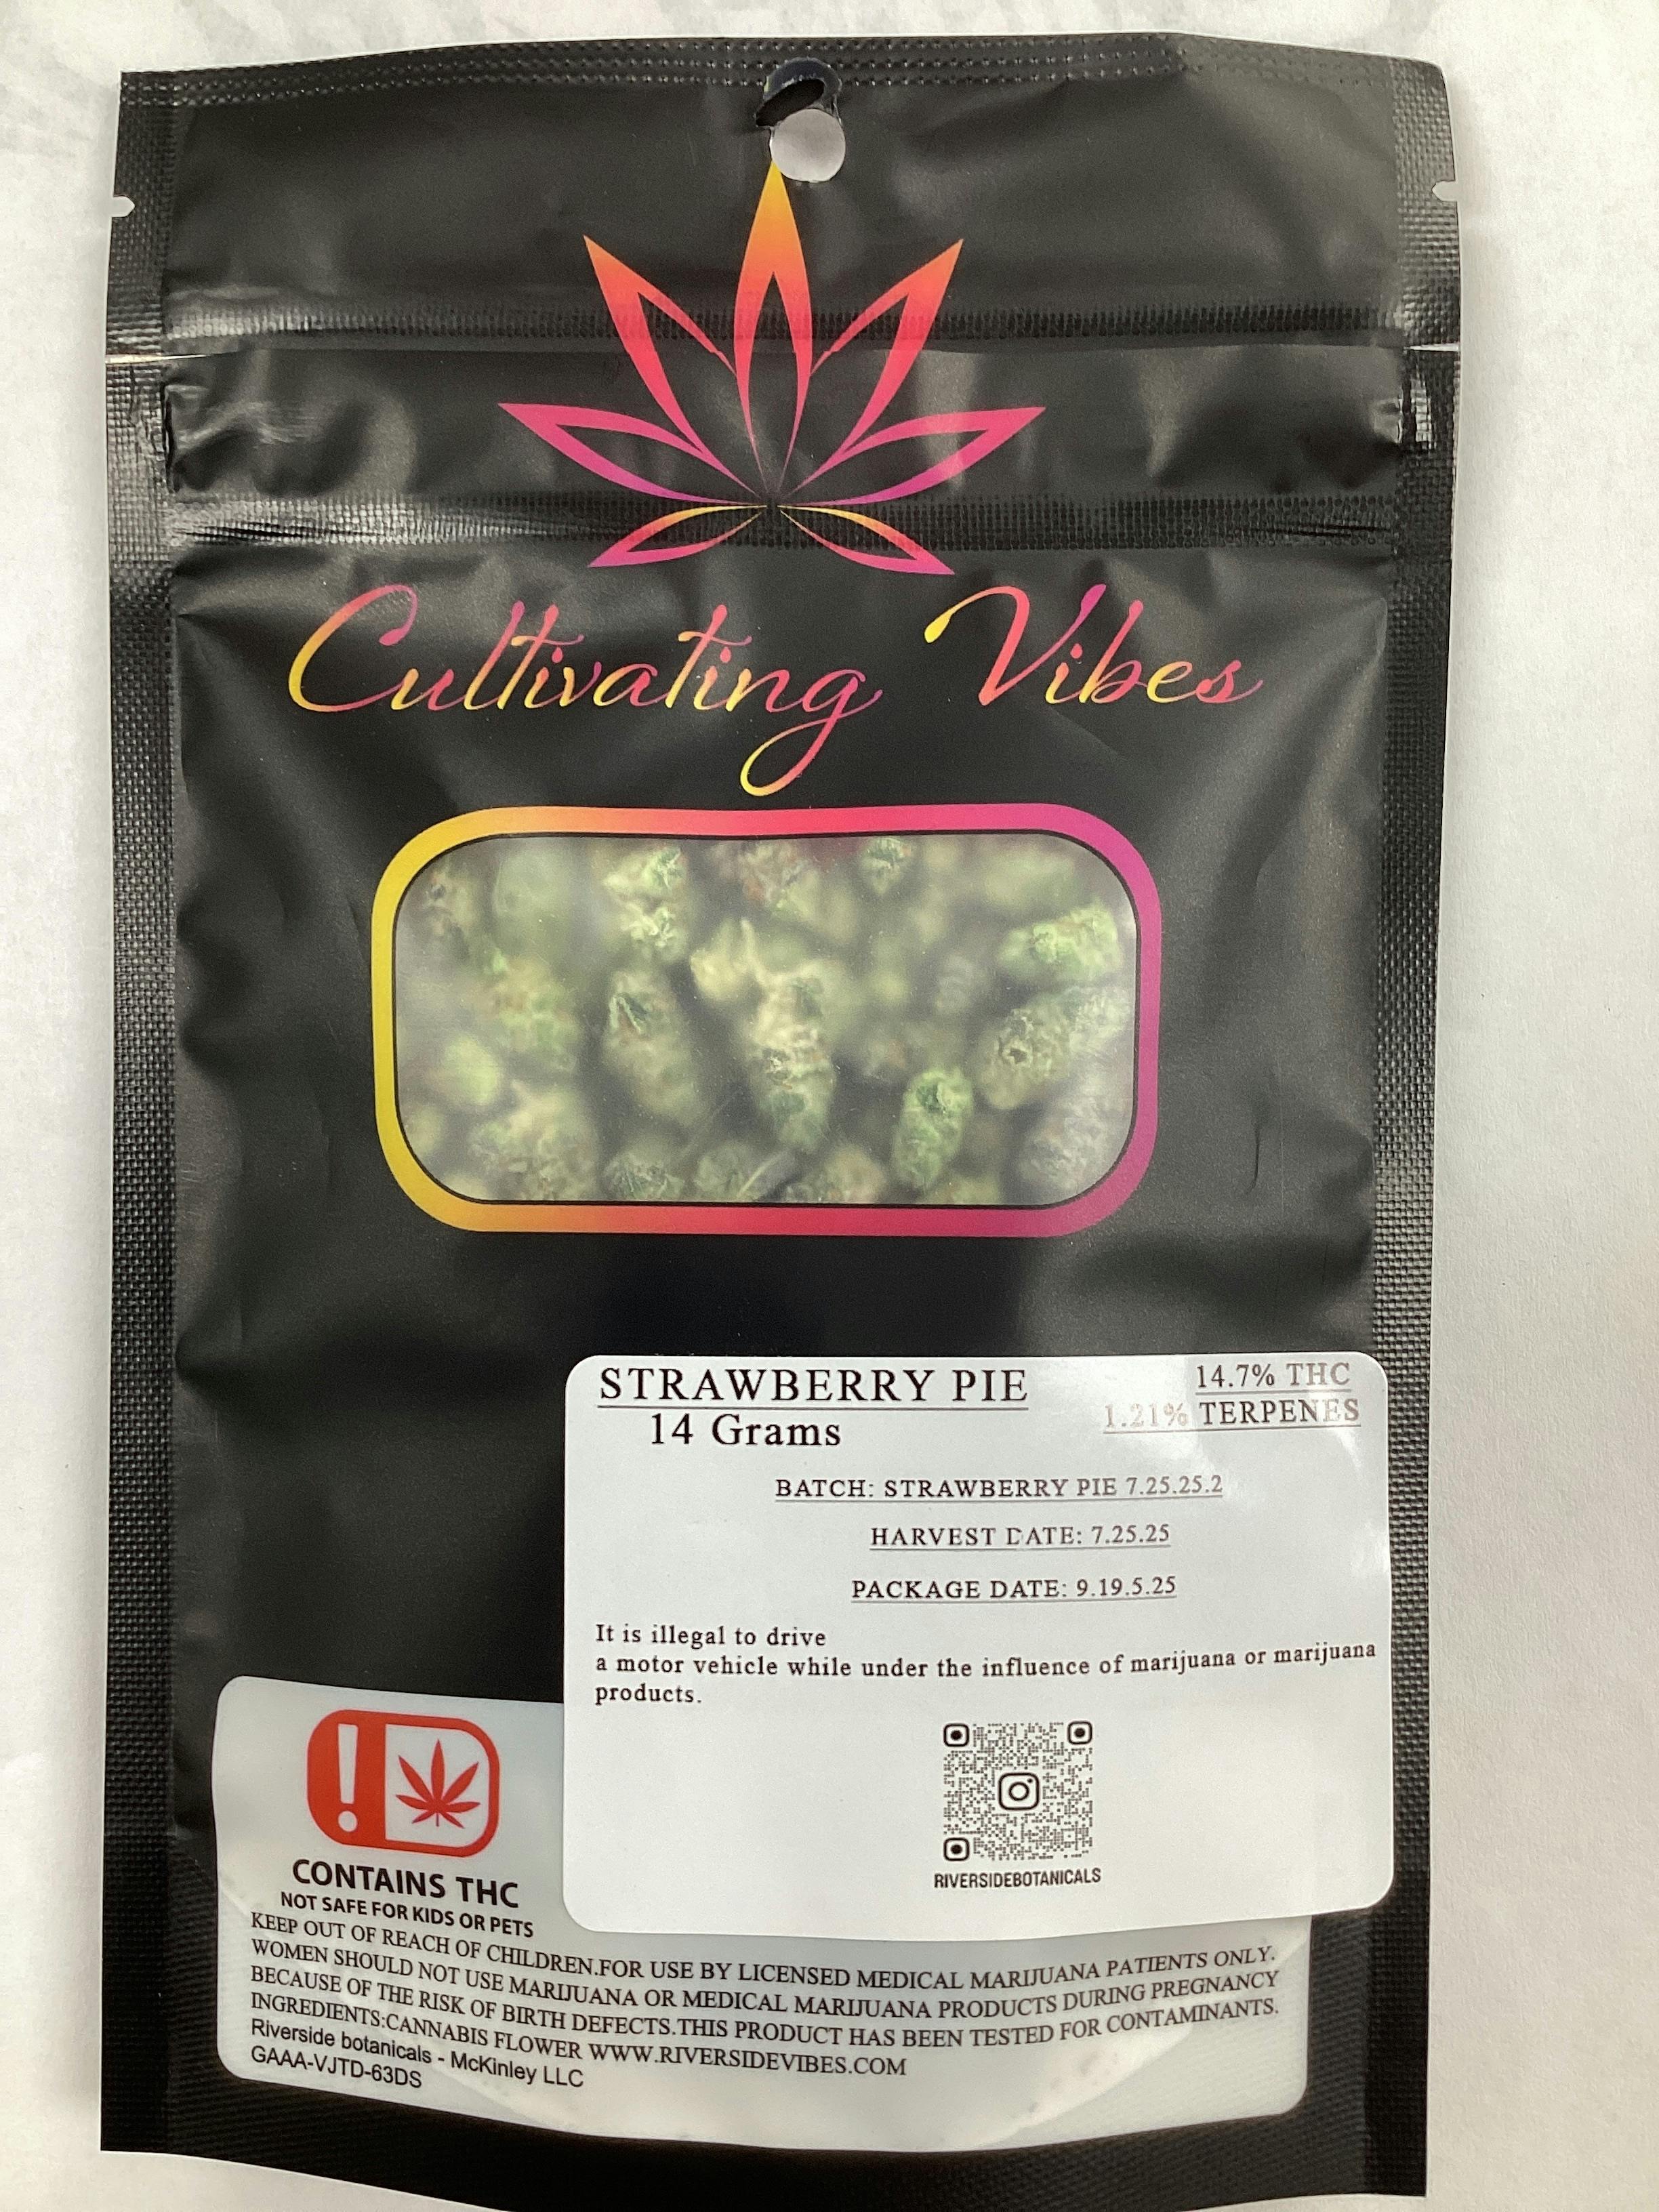 Cultivating Vibes
STRAWBERRY PIE
14 Grams
14.7% THC
1.21% TERPENES
BATCH: STRAWBERRY PIE 7.25.25.2
HARVEST DATE: 7.25.25
PACKAGE DATE: 9.19.5.25
It is illegal to drive
a motor vehicle while under the influence of marijuana or marijuana
products.
RIVERSIDEBOTANICALS
CONTAINS THC
NOT SAFE FOR KIDS OR PETS
KEEP OUT OF REACH OF CHILDREN.FOR USE BY LICENSED MEDICAL MARIJUANA PATIENTS ONLY.
WOMEN SHOULD NOT USE MARIJUANA OR MEDICAL MARIJUANA PRODUCTS DURING PREGNANCY
BECAUSE OF THE RISK OF BIRTH DEFECTS.THIS PRODUCT HAS BEEN TESTED FOR CONTAMINANTS.
INGREDIENTS:CANNABIS FLOWER WWW.RIVERSIDEVIBES.COM
Riverside botanicals - McKinley LLC
GAAA-VJTD-63DS